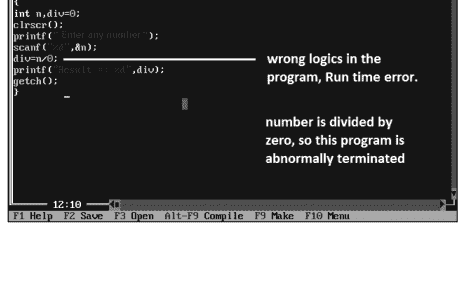 {
int n,div=0;
clrscr();
printf("Enter any number");
scanf("%d",&n);
div=n/0;
wrong logics in the
program, Run time error.
printf("Result is: %d",div);
getch();
}
number is divided by
zero, so this program is
abnormally terminated
12:10
F1 Help F2 Save F3 Open Alt-F9 Compile F9 Make F10 Menu